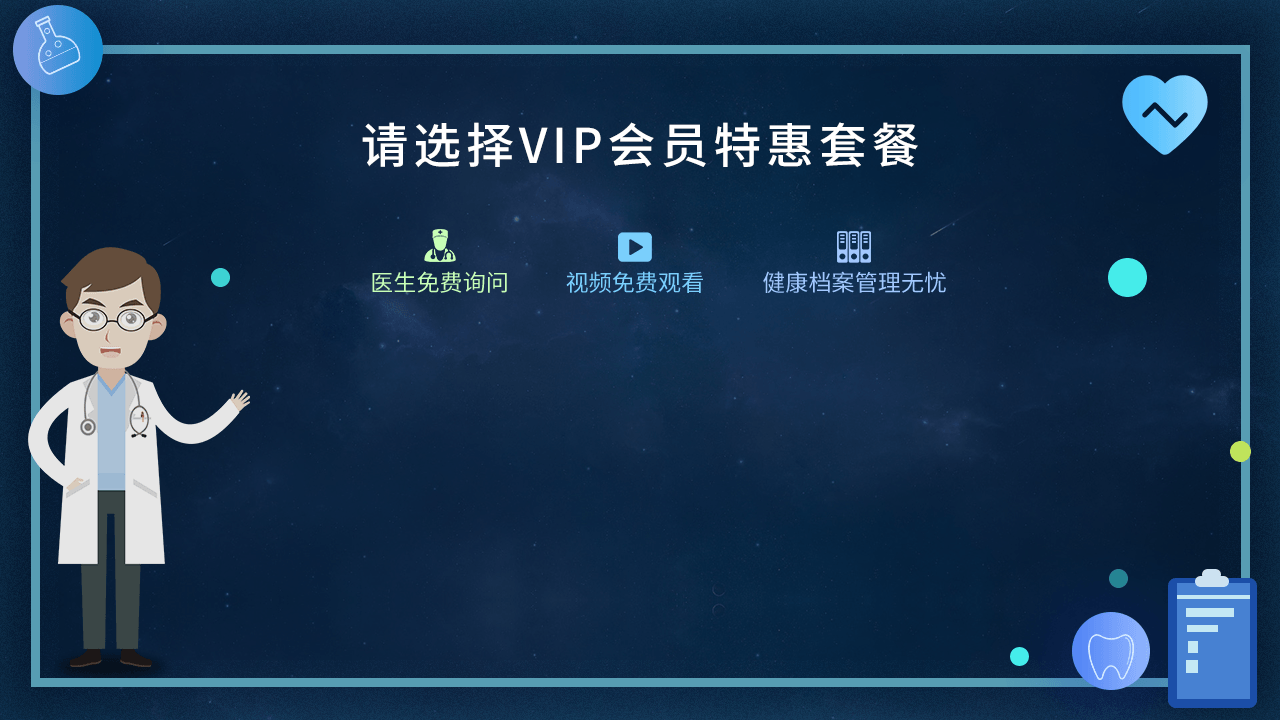 请选择VIP会员特惠套餐
医生免费询问
视频免费观看
健康档案管理无忧